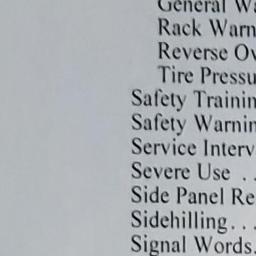 General Wa
Rack Warn
Reverse Ov
Tire Pressu
Safety Trainin
Safety Warnin
Service Interv
Severe Use . .
Side Panel Re
Sidehilling. . .
Signal Words.